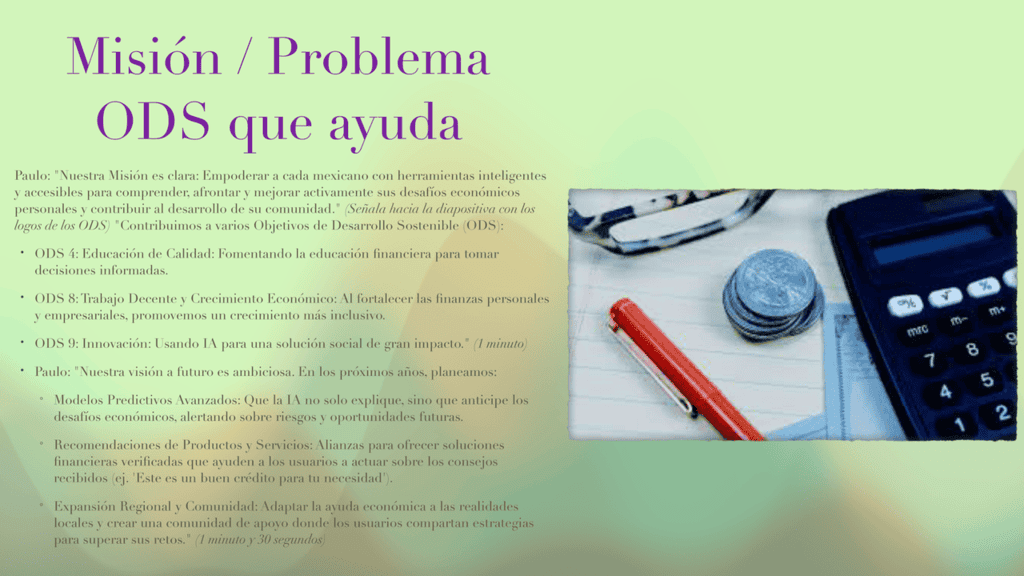 Misión / Problema
ODS que ayuda
Paulo: "Nuestra Misión es clara: Empoderar a cada mexicano con herramientas inteligentes
y accesibles para comprender, afrontar y mejorar activamente sus desafíos económicos
personales y contribuir al desarrollo de su comunidad." (Señala hacia la diapositiva con los
logos de los ODS) "Contribuimos a varios Objetivos de Desarrollo Sostenible (ODS):
• ODS 4: Educación de Calidad: Fomentando la educación financiera para tomar
decisiones informadas.
• ODS 8: Trabajo Decente y Crecimiento Económico: Al fortalecer las finanzas personales
y empresariales, promovemos un crecimiento más inclusivo.
• ODS 9: Innovación: Usando IA para una solución social de gran impacto." (1 minuto)
• Paulo: "Nuestra visión a futuro es ambiciosa. En los próximos años, planeamos:
◦ Modelos Predictivos Avanzados: Que la IA no solo explique, sino que anticipe los
desafíos económicos, alertando sobre riesgos y oportunidades futuras.
◦ Recomendaciones de Productos y Servicios: Alianzas para ofrecer soluciones
financieras verificadas que ayuden a los usuarios a actuar sobre los consejos
recibidos (ej. 'Este es un buen crédito para tu necesidad').
◦ Expansión Regional y Comunidad: Adaptar la ayuda económica a las realidades
locales y crear una comunidad de apoyo donde los usuarios compartan estrategias
para superar sus retos." (1 minuto y 30 segundos)
√ %
mrc m− m+
7 8 9
4 5
1 2